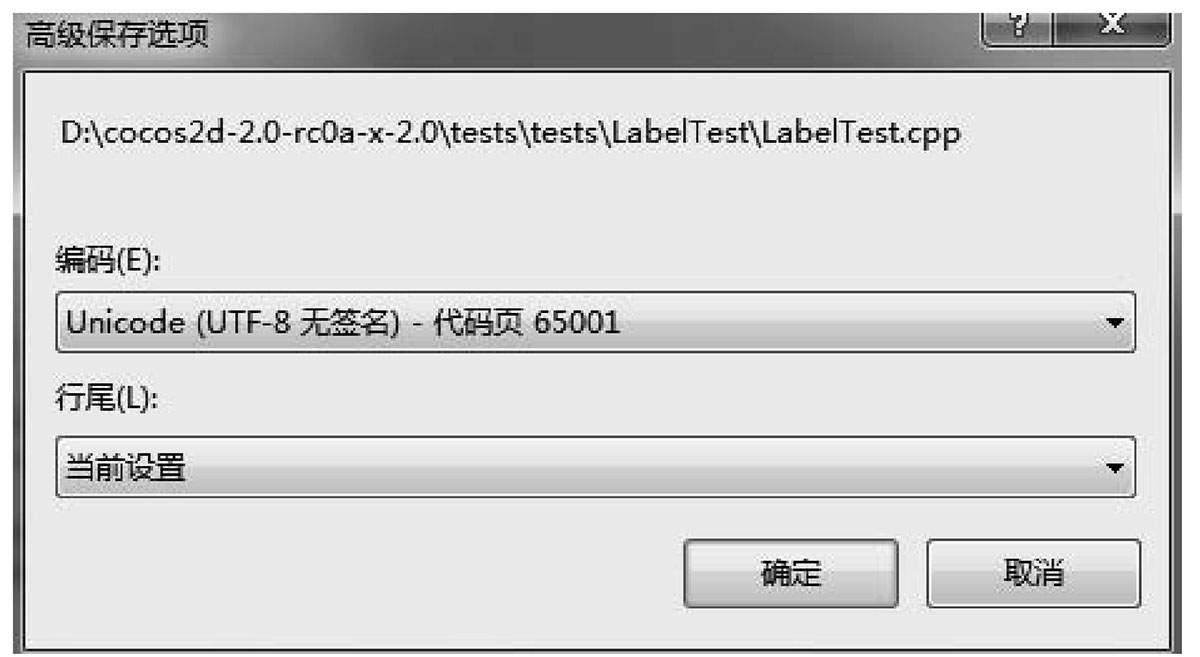 高级保存选项
? X
D:\cocos2d-2.0-rc0a-x-2.0\tests\tests\LabelTest\LabelTest.cpp
编码(E):
Unicode (UTF-8 无签名) - 代码页 65001
行尾(L):
当前设置
确定 取消